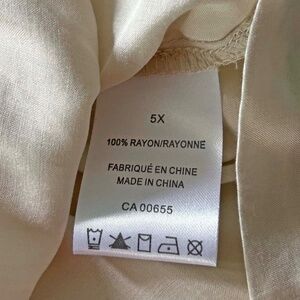 5X
100% RAYON/RAYONNE
FABRIQUÉ EN CHINE
MADE IN CHINA
CA 00655